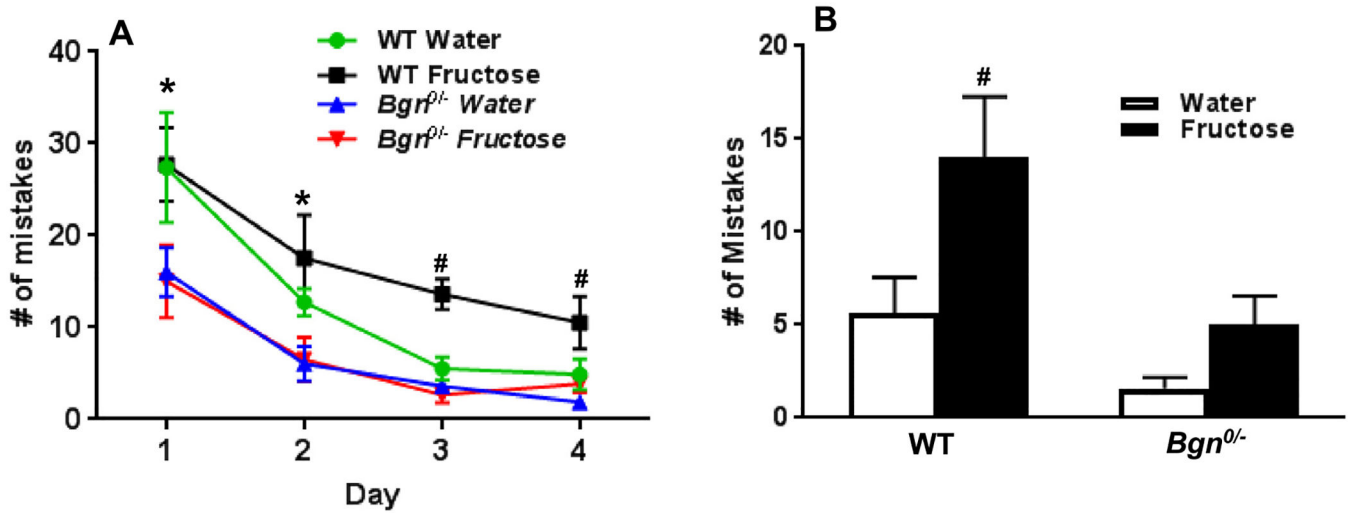 A
WT Water
WT Fructose
Bgn0/- Water
Bgn0/- Fructose
# of mistakes
40
30
20
10
0
*
*
#
#
1 2 3 4
Day
B
# of Mistakes
20
15
10
5
0
#
Water
Fructose
WT Bgn0/-